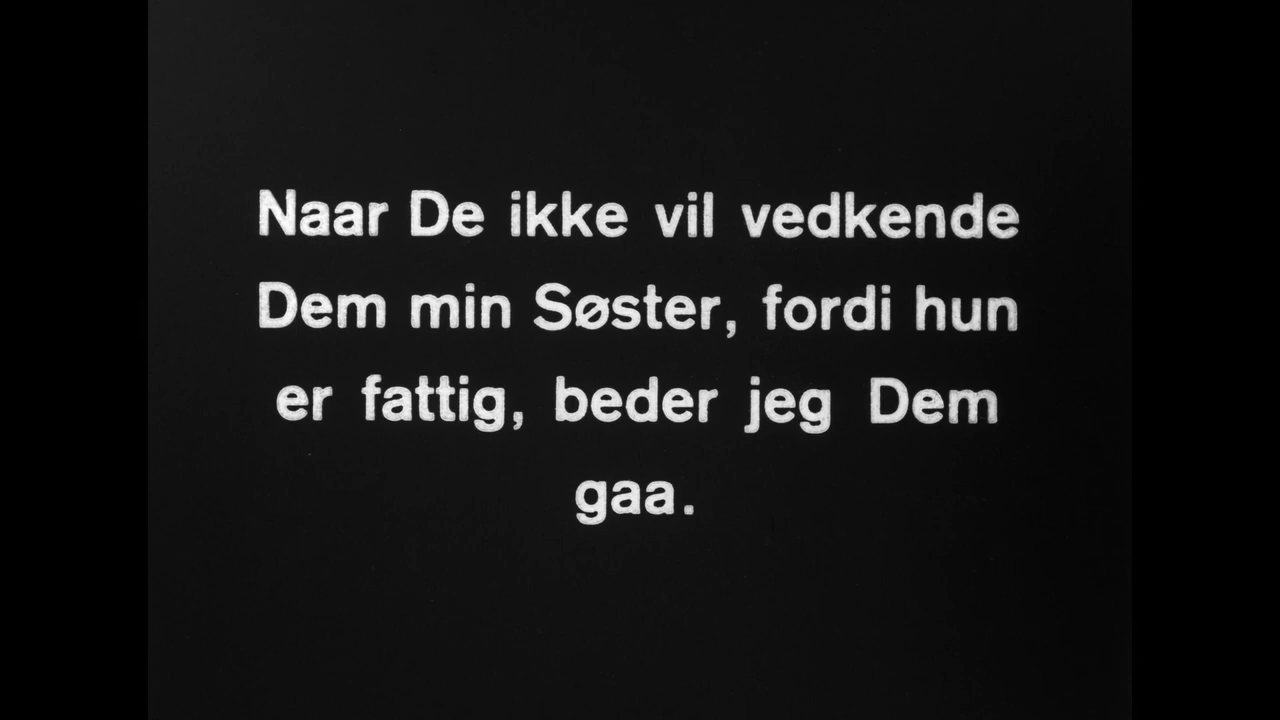 Naar De ikke vil vedkende
Dem min Søster, fordi hun
er fattig, beder jeg Dem
gaa.